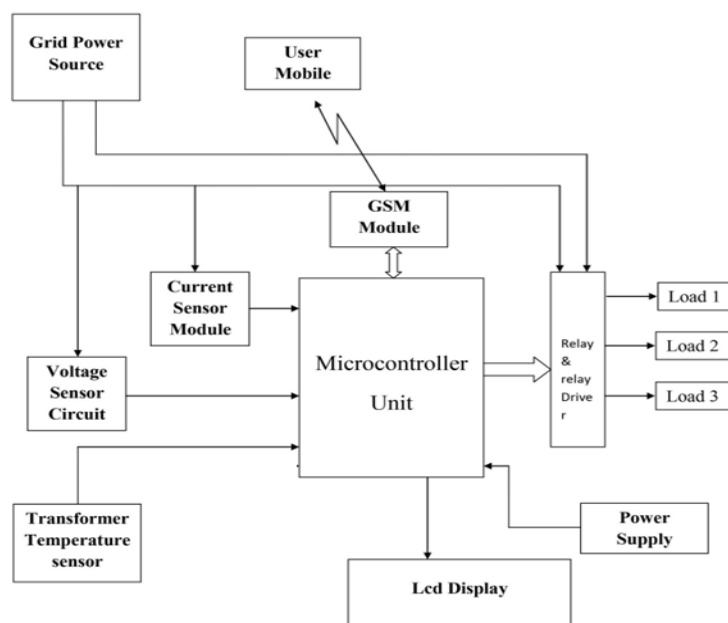 Grid Power
Source
User
Mobile
GSM
Module
Current
Sensor
Module
Microcontroller
Unit
Relay
&
relay
Drive
r
Load 1
Load 2
Load 3
Voltage
Sensor
Circuit
Transformer
Temperature
sensor
Power
Supply
Lcd Display